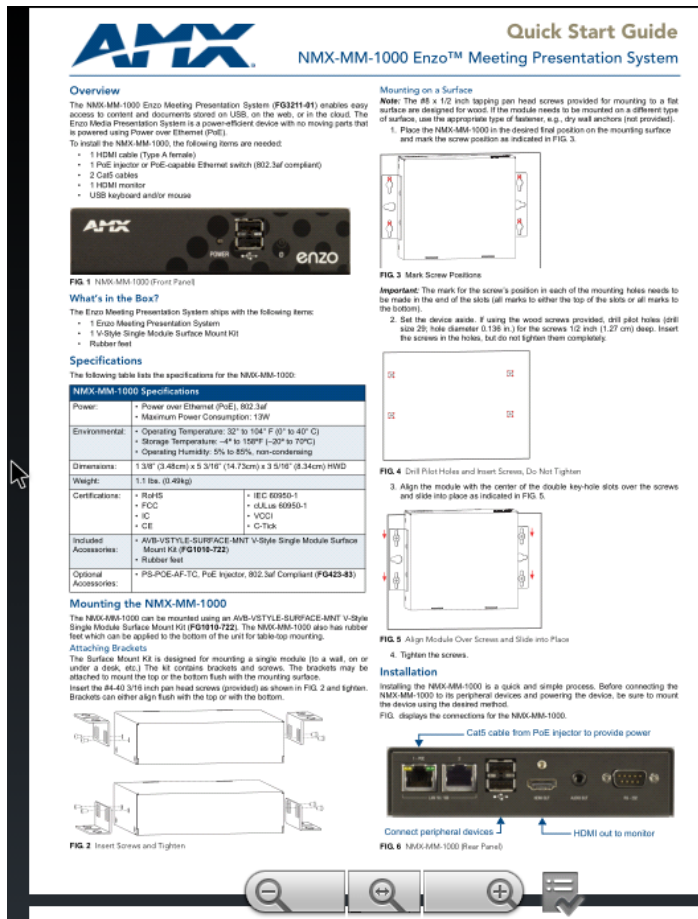 AMX
Quick Start Guide
NMX-MM-1000 Enzo™ Meeting Presentation System
Overview
The NMX-MM-1000 Enzo Meeting Presentation System (FG3211-01) enables easy
access to content and documents stored on USB, on the web, or in the cloud. The
Enzo Media Presentation System is a power-efficient device with no moving parts that
is powered using Power over Ethernet (PoE).
To install the NMX-MM-1000, the following items are needed:
• 1 HDMI cable (Type A female)
• 1 PoE injector or PoE-capable Ethernet switch (802.3af compliant)
• 2 Cat5 cables
• 1 HDMI monitor
• USB keyboard and/or mouse
AMX
POWER
enzo
FIG. 1 NMX-MM-1000 (Front Panel)
What's in the Box?
The Enzo Meeting Presentation System ships with the following items:
• 1 Enzo Meeting Presentation System
• 1 V-Style Single Module Surface Mount Kit
• Rubber feet
Specifications
The following table lists the specifications for the NMX-MM-1000:
NMX-MM-1000 Specifications
Power:
• Power over Ethernet (PoE), 802.3af
• Maximum Power Consumption: 13W
Environmental:
• Operating Temperature: 32° to 104° F (0° to 40° C)
• Storage Temperature: –4° to 158°F (–20° to 70°C)
• Operating Humidity: 5% to 85%, non-condensing
Dimensions:
1 3/8" (3.48cm) x 5 3/16" (14.73cm) x 3 5/16" (8.34cm) HWD
Weight:
1.1 lbs. (0.49kg)
Certifications:
• RoHS
• FCC
• IC
• CE
• IEC 60950-1
• cULus 60950-1
• VCCI
• C-Tick
Included
Accessories:
• AVB-VSTYLE-SURFACE-MNT V-Style Single Module Surface
Mount Kit (FG1010-722)
• Rubber feet
Optional
Accessories:
• PS-POE-AF-TC, PoE Injector, 802.3af Compliant (FG423-83)
Mounting the NMX-MM-1000
The NMX-MM-1000 can be mounted using an AVB-VSTYLE-SURFACE-MNT V-Style
Single Module Surface Mount Kit (FG1010-722). The NMX-MM-1000 also has rubber
feet which can be applied to the bottom of the unit for table-top mounting.
Attaching Brackets
The Surface Mount Kit is designed for mounting a single module (to a wall, on or
under a desk, etc.) The kit contains brackets and screws. The brackets may be
attached to mount the top or the bottom flush with the mounting surface.
Insert the #4-40 3/16 inch pan head screws (provided) as shown in FIG. 2 and tighten.
Brackets can either align flush with the top or with the bottom.
FIG. 2 Insert Screws and Tighten
Mounting on a Surface
Note: The #8 x 1/2 inch tapping pan head screws provided for mounting to a flat
surface are designed for wood. If the module needs to be mounted on a different type
of surface, use the appropriate type of fastener, e.g., dry wall anchors (not provided).
1. Place the NMX-MM-1000 in the desired final position on the mounting surface
and mark the screw position as indicated in FIG. 3.
FIG. 3 Mark Screw Positions
Important: The mark for the screw's position in each of the mounting holes needs to
be made in the end of the slots (all marks to either the top of the slots or all marks to
the bottom).
2. Set the device aside. If using the wood screws provided, drill pilot holes (drill
size 29; hole diameter 0.136 in.) for the screws 1/2 inch (1.27 cm) deep. Insert
the screws in the holes, but do not tighten them completely.
FIG. 4 Drill Pilot Holes and Insert Screws, Do Not Tighten
3. Align the module with the center of the double key-hole slots over the screws
and slide into place as indicated in FIG. 5.
FIG. 5 Align Module Over Screws and Slide into Place
4. Tighten the screws.
Installation
Installing the NMX-MM-1000 is a quick and simple process. Before connecting the
NMX-MM-1000 to its peripheral devices and powering the device, be sure to mount
the device using the desired method.
FIG. displays the connections for the NMX-MM-1000.
Cat5 cable from PoE injector to provide power
HDMI OUT
AUDIO OUT
Connect peripheral devices
HDMI out to monitor
FIG. 6 NMX-MM-1000 (Rear Panel)